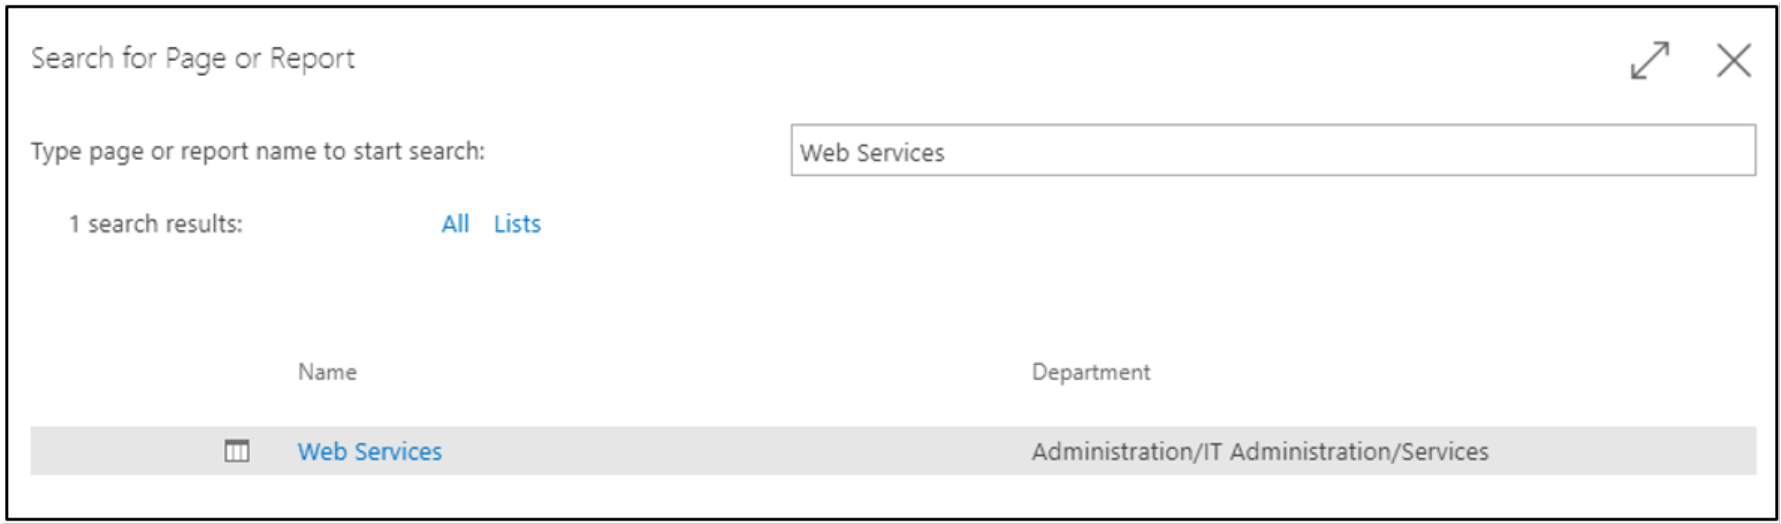 Search for Page or Report
Type page or report name to start search: Web Services
1 search results: All Lists
Name Department
Web Services Administration/IT Administration/Services